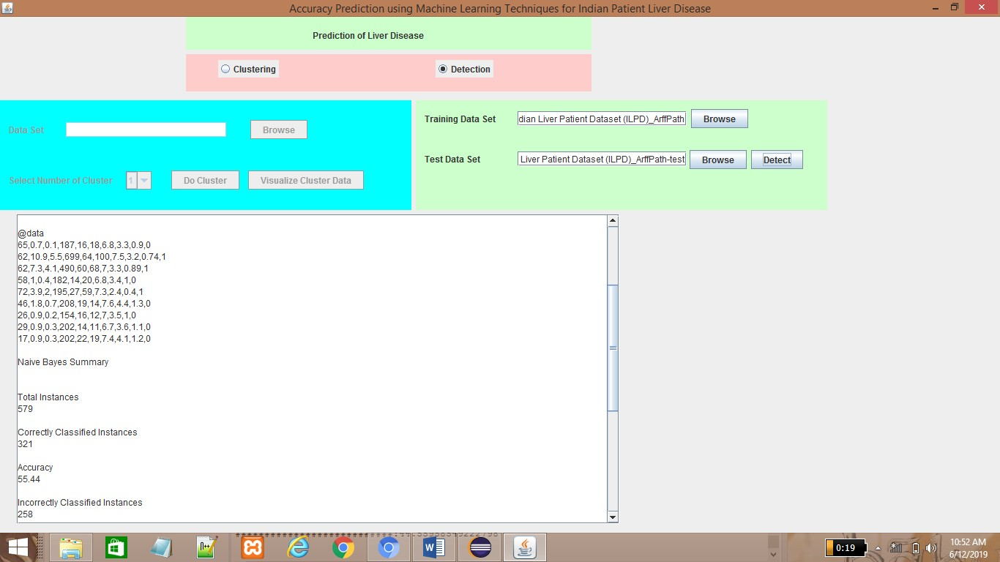 Accuracy Prediction using Machine Learning Techniques for Indian Patient Liver Disease
Prediction of Liver Disease
Clustering
Detection
Data Set
Browse
Select Number of Cluster
1
Do Cluster
Visualize Cluster Data
Training Data Set
dian Liver Patient Dataset (ILPD)_ArffPath
Browse
Test Data Set
Liver Patient Dataset (ILPD)_ArffPath-test
Browse
Detect
@data
65,0.7,0.1,187,16,18,6.8,3.3,0.9,0
62,10.9,5.5,699,64,100,7.5,3.2,0.74,1
62,7.3,4.1,490,60,68,7,3.3,0.89,1
58,1,0.4,182,14,20,6.8,3.4,1,0
72,3.9,2,195,27,59,7.3,2.4,0.4,1
46,1.8,0.7,208,19,14,7.6,4.4,1.3,0
26,0.9,0.2,154,16,12,7,3.5,1,0
29,0.9,0.3,202,14,11,6.7,3.6,1.1,0
17,0.9,0.3,202,22,19,7.4,4.1,1.2,0
Naive Bayes Summary
Total Instances
579
Correctly Classified Instances
321
Accuracy
55.44
Incorrectly Classified Instances
258
0:19
10:52 AM
6/12/2019